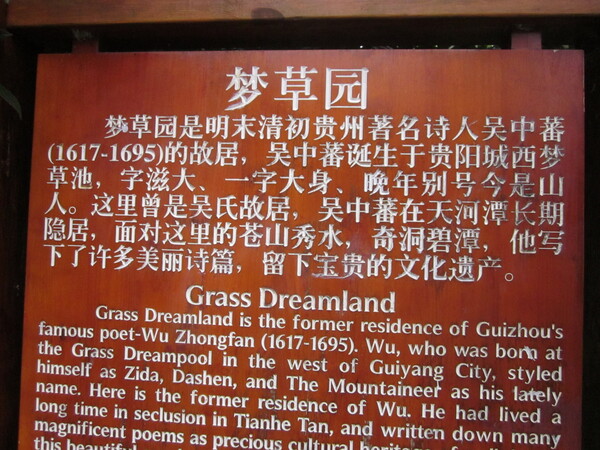 梦草园
梦草园是明末清初贵州著名诗人吴中蕃
(1617-1695)的故居，吴中蕃诞生于贵阳城西梦
草池，字滋大、一字大身、晚年别号今是山
人。这里曾是吴氏故居，吴中蕃在天河潭长期
隐居，面对这里的苍山秀水，奇洞碧潭，他写
下了许多美丽诗篇，留下宝贵的文化遗产。
Grass Dreamland
Grass Dreamland is the former residence of Guizhou's
famous poet-Wu Zhongfan (1617-1695). Wu, who was born at
the Grass Dreampool in the west of Guiyang City, styled
himself as Zida, Dashen, and The Mountaineer as his lately
name. Here is the former residence of Wu. He had lived a
long time in seclusion in Tianhe Tan, and written down many
magnificent poems as precious cultural heritage
this beautiful